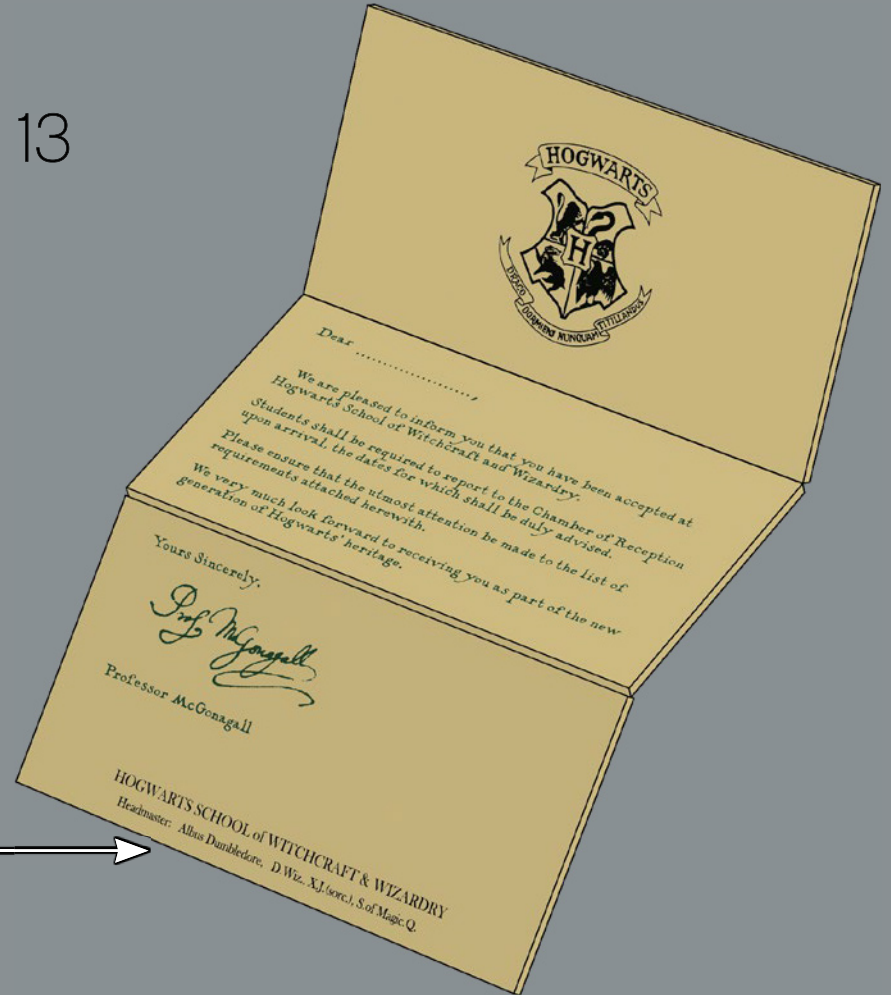 13
HOGWARTS
H
DRACO
DORMIENS NUNQUAM
TITILLANDUS
Dear ....................,
We are pleased to inform you that you have been accepted at
Hogwarts School of Witchcraft and Wizardry.
Students shall be required to report to the Chamber of Reception
upon arrival, the dates for which shall be duly advised.
Please ensure that the utmost attention be made to the list of
requirements attached herewith.
We very much look forward to receiving you as part of the new
generation of Hogwarts' heritage.
Yours Sincerely,
Prof McGonagall
Professor McGonagall
HOGWARTS SCHOOL of WITCHCRAFT & WIZARDRY
Headmaster: Albus Dumbledore, D.Wiz., X.J.(sorc.), S.of Magic.Q.